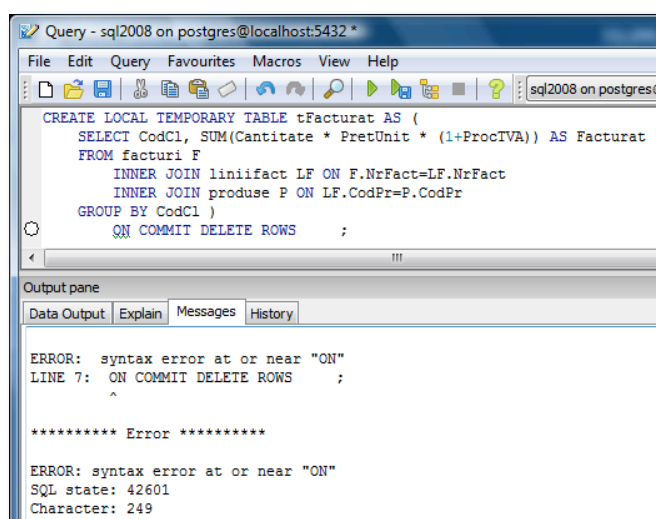 Query - sql2008 on postgres@localhost:5432 *
File Edit Query Favourites Macros View Help
sql2008 on postgres@
CREATE LOCAL TEMPORARY TABLE tFacturat AS (
SELECT CodCl, SUM(Cantitate * PretUnit * (1+ProcTVA)) AS Facturat
FROM facturi F
INNER JOIN liniifact LF ON F.NrFact=LF.NrFact
INNER JOIN produse P ON LF.CodPr=P.CodPr
GROUP BY CodCl )
ON COMMIT DELETE ROWS ;
Output pane
Data Output Explain Messages History
ERROR: syntax error at or near "ON"
LINE 7: ON COMMIT DELETE ROWS ;
^
********** Error **********
ERROR: syntax error at or near "ON"
SQL state: 42601
Character: 249